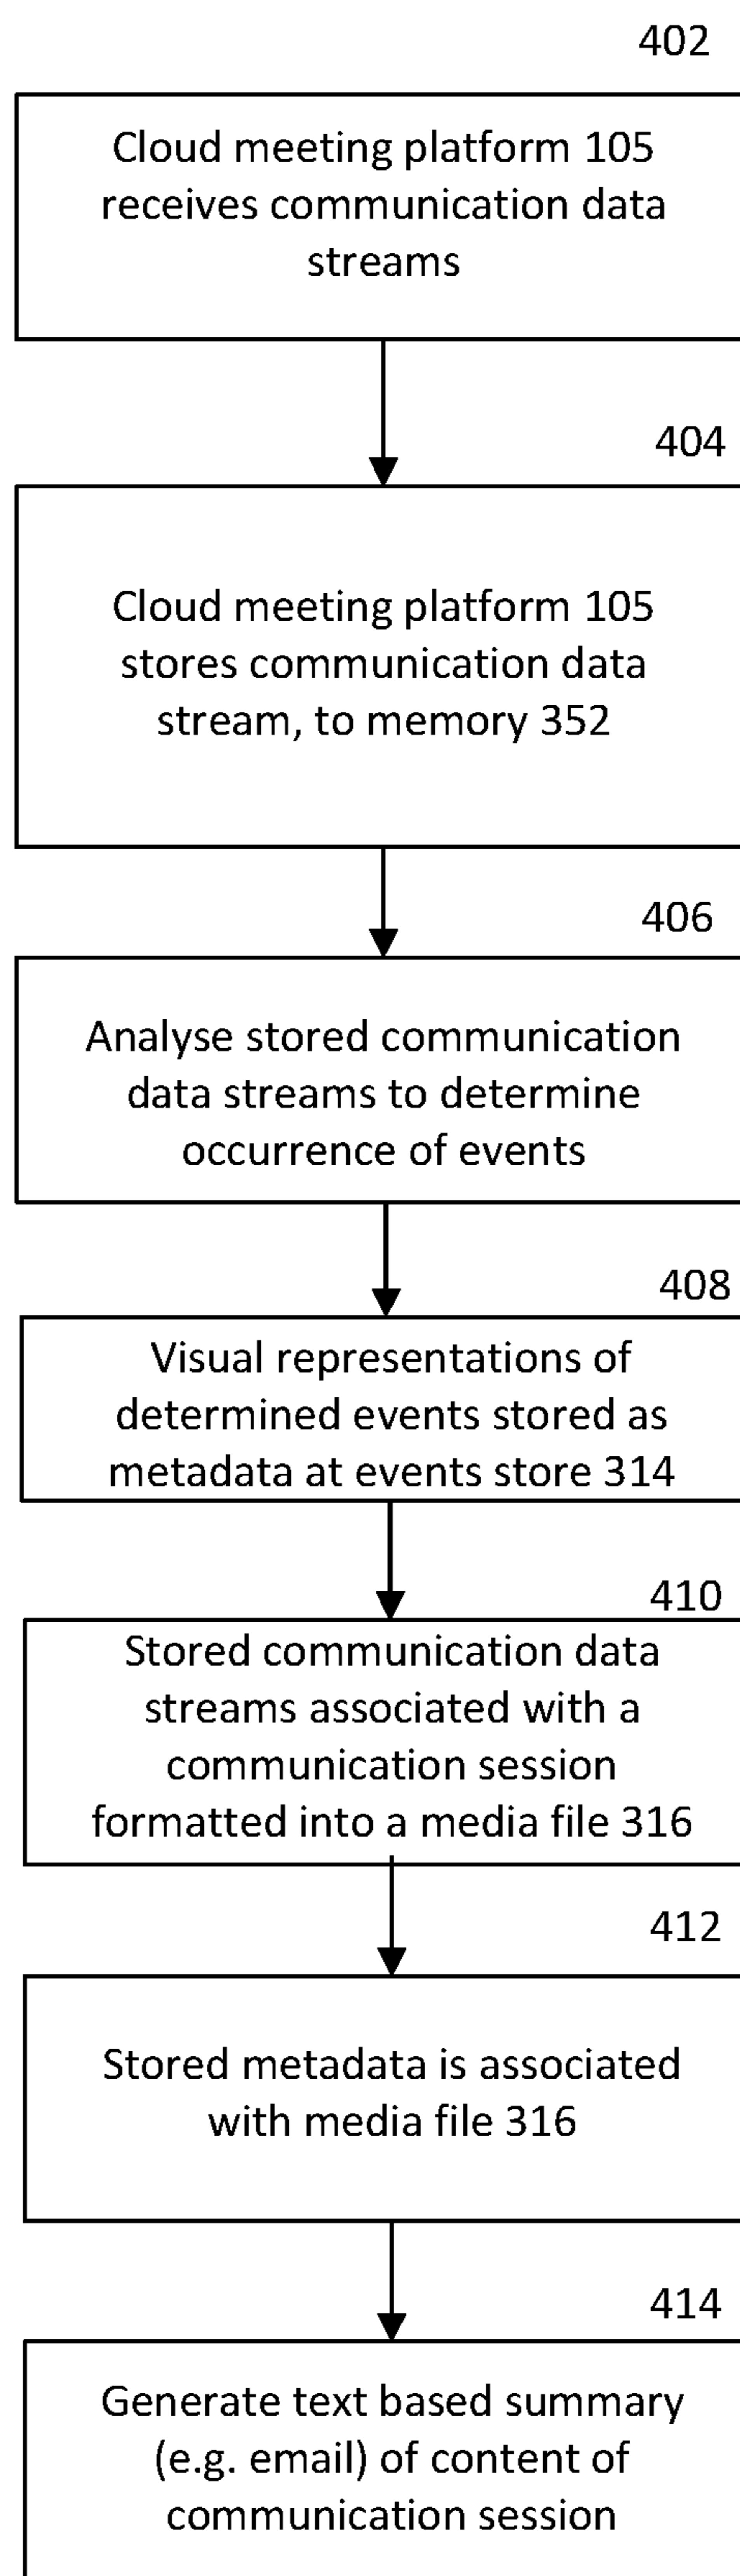 402
Cloud meeting platform 105
receives communication data
streams
404
Cloud meeting platform 105
stores communication data
stream, to memory 352
406
Analyse stored communication
data streams to determine
occurrence of events
408
Visual representations of
determined events stored as
metadata at events store 314
410
Stored communication data
streams associated with a
communication session
formatted into a media file 316
412
Stored metadata is associated
with media file 316
414
Generate text based summary
(e.g. email) of content of
communication session